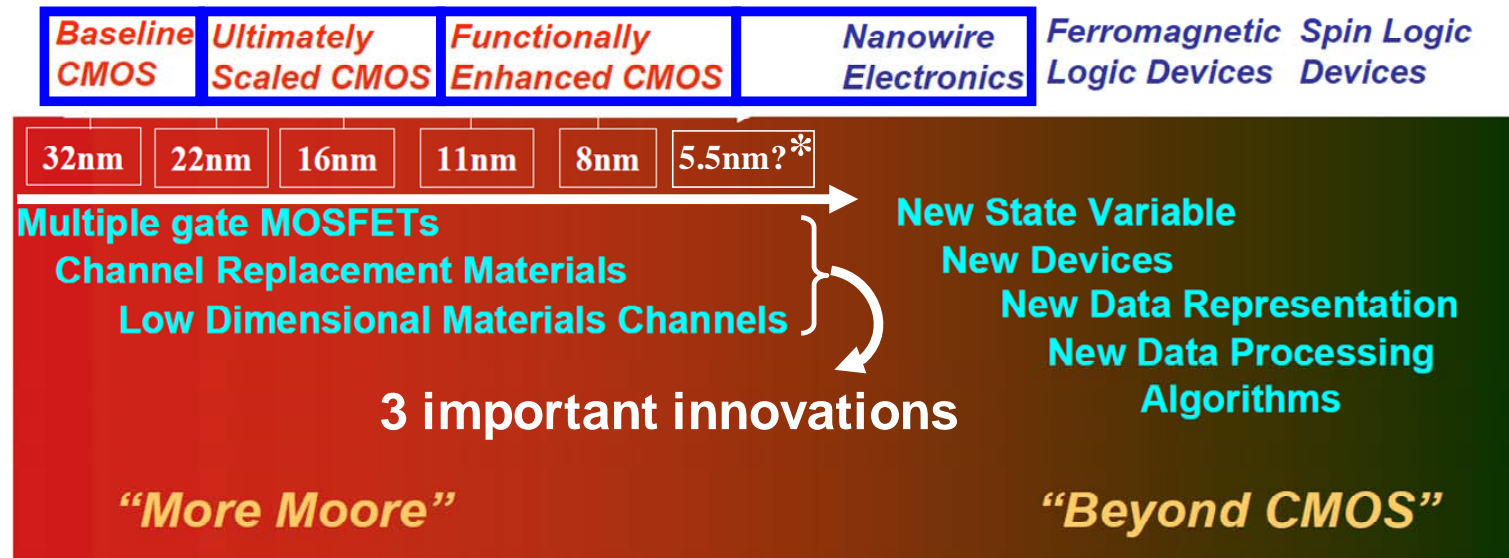 Baseline
CMOS
Ultimately
Scaled CMOS
Functionally
Enhanced CMOS
Nanowire
Electronics
Ferromagnetic
Logic Devices
Spin Logic
Devices
32nm
22nm
16nm
11nm
8nm
5.5nm?*
Multiple gate MOSFETs
Channel Replacement Materials
Low Dimensional Materials Channels
3 important innovations
New State Variable
New Devices
New Data Representation
New Data Processing
Algorithms
“More Moore”
“Beyond CMOS”